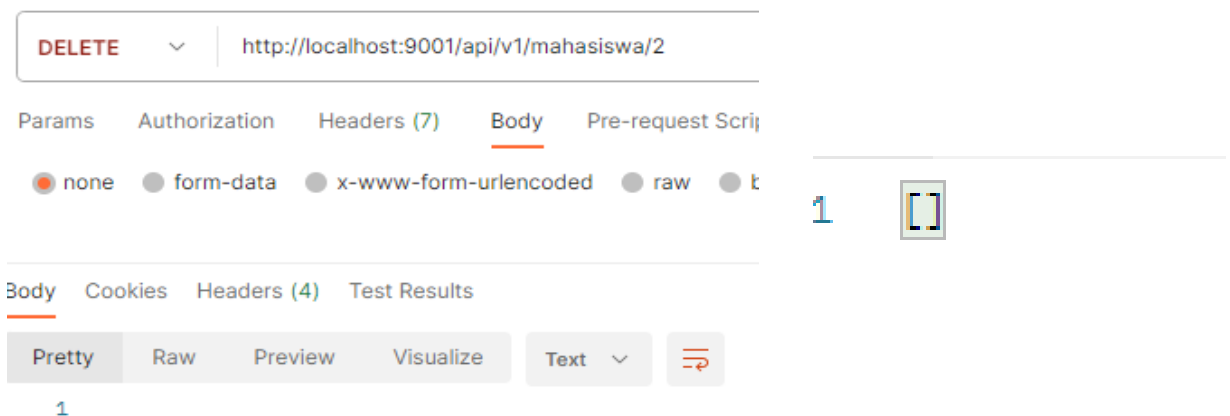 DELETE http://localhost:9001/api/v1/mahasiswa/2
Params Authorization Headers (7) Body Pre-request Scrip
none form-data x-www-form-urlencoded raw b
Body Cookies Headers (4) Test Results
Pretty Raw Preview Visualize Text
1
1 []